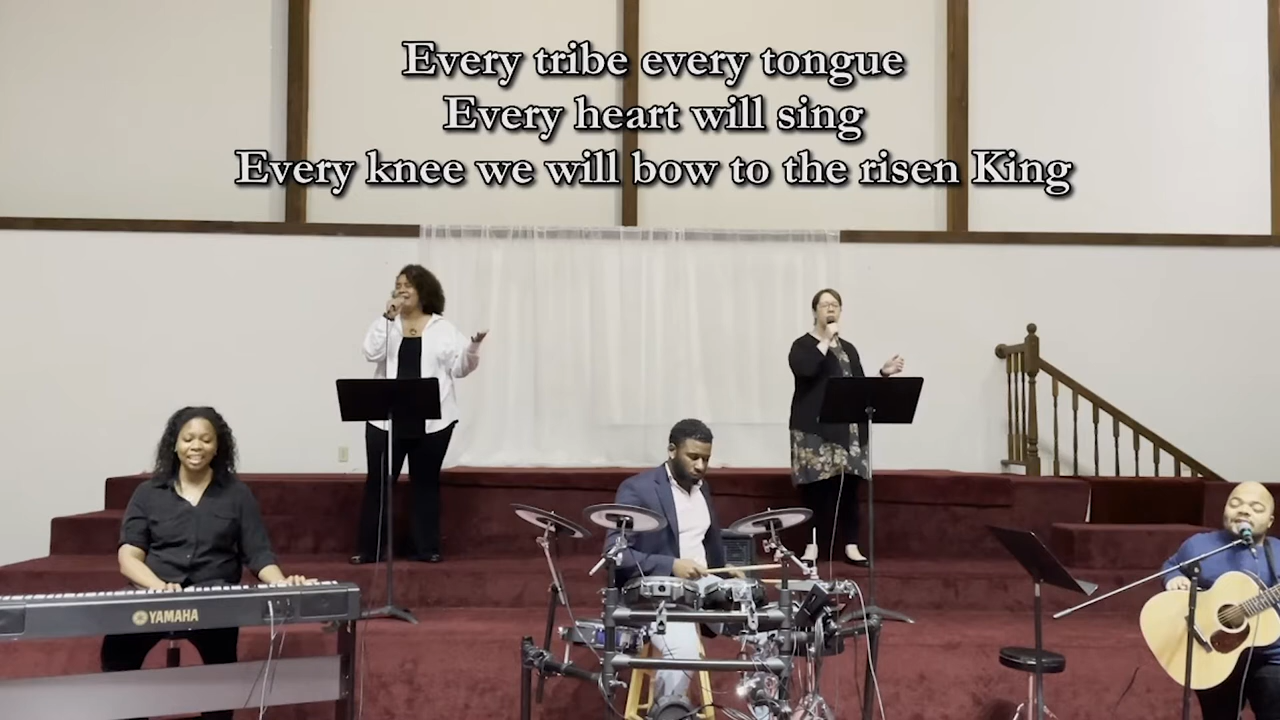 Every tribe every tongue
Every heart will sing
Every knee we will bow to the risen King
YAMAHA